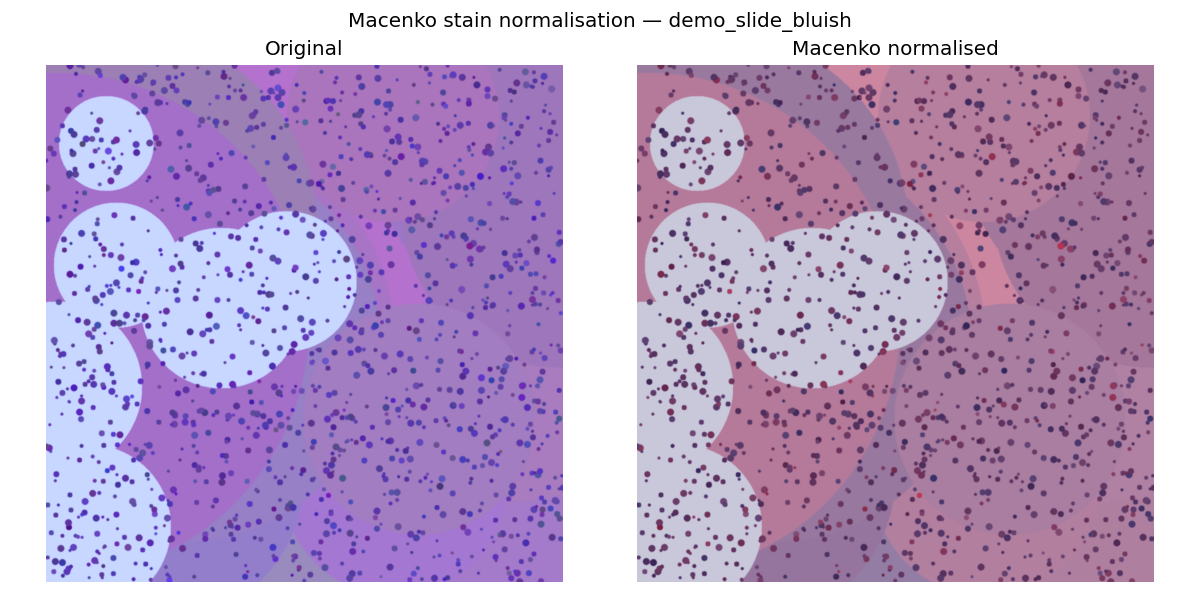 Macenko stain normalisation — demo_slide_bluish
Original
Macenko normalised